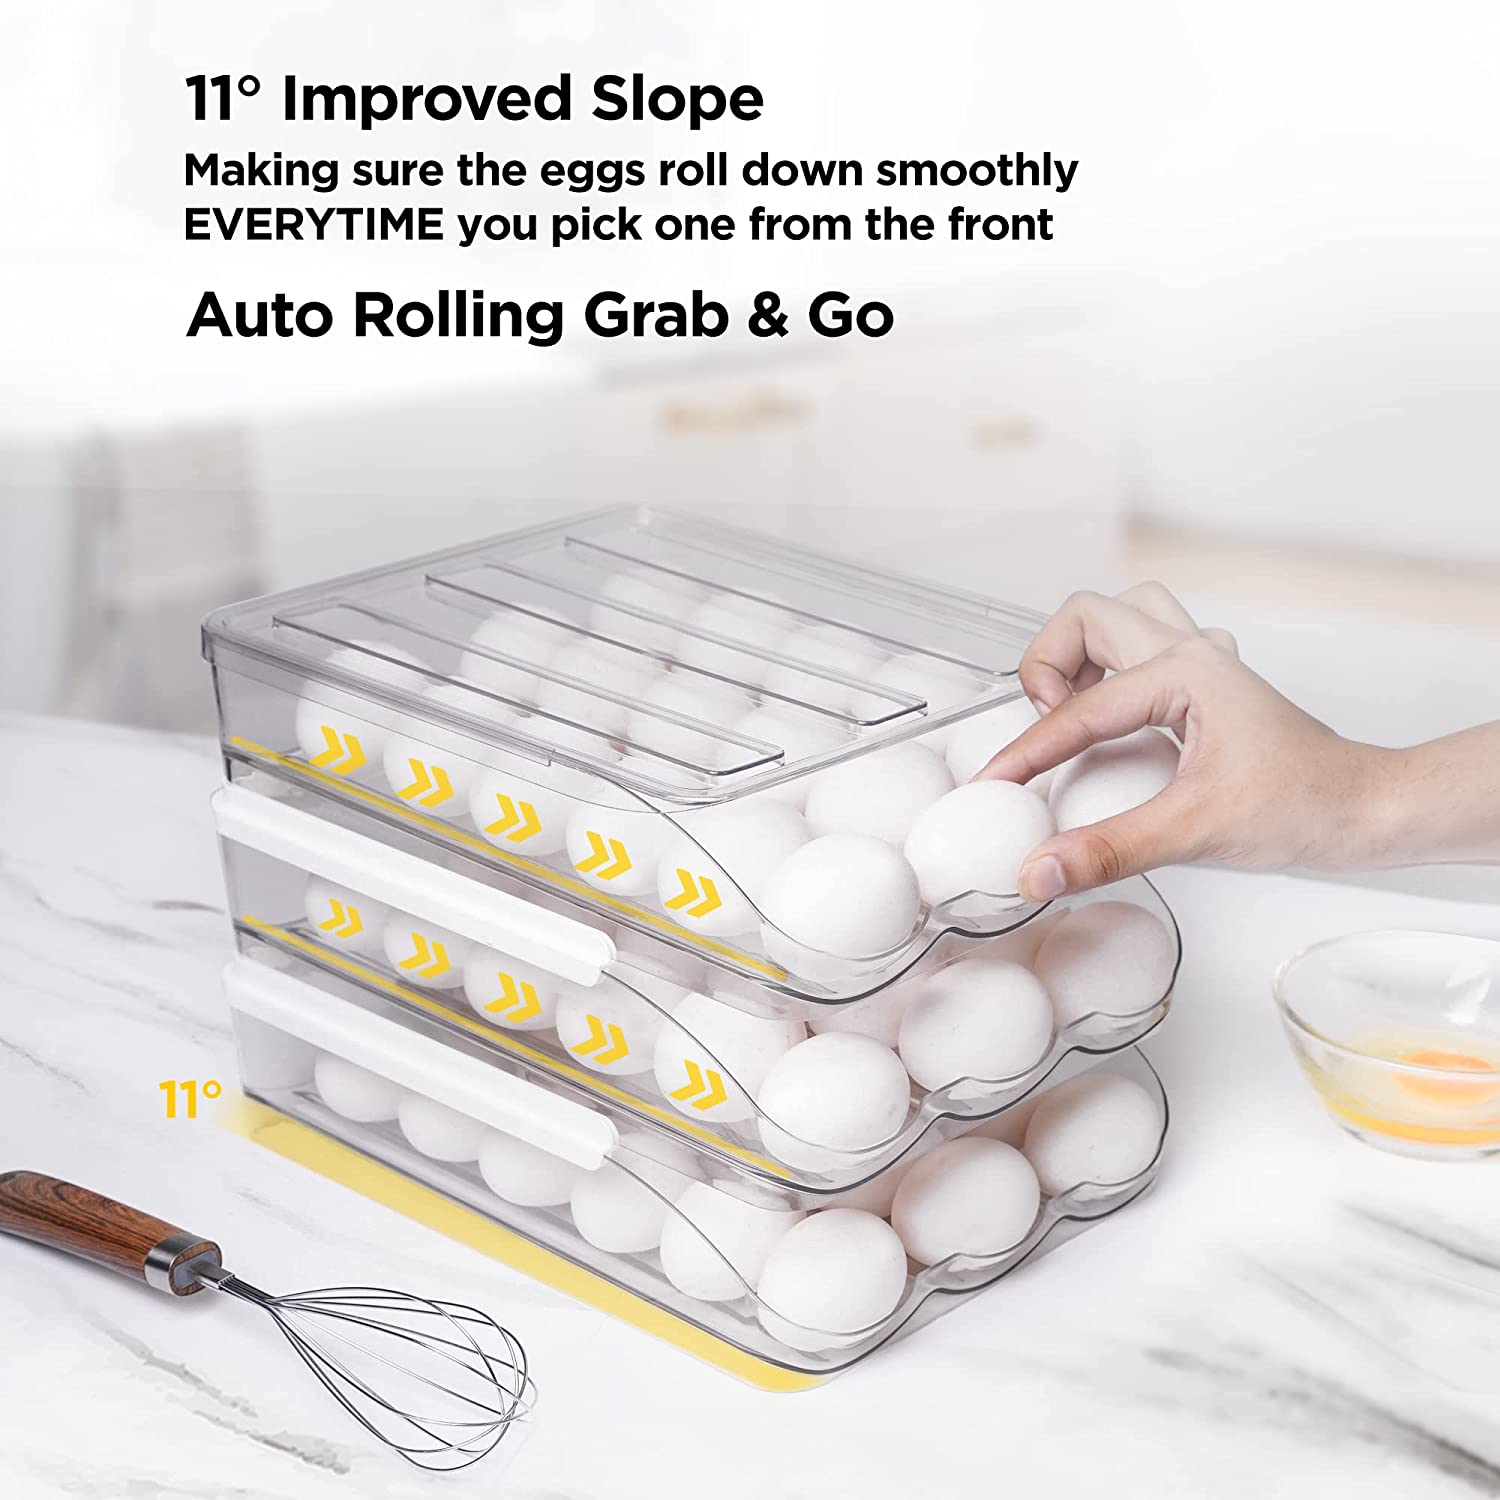 11° Improved Slope
Making sure the eggs roll down smoothly
EVERYTIME you pick one from the front
Auto Rolling Grab & Go
11°